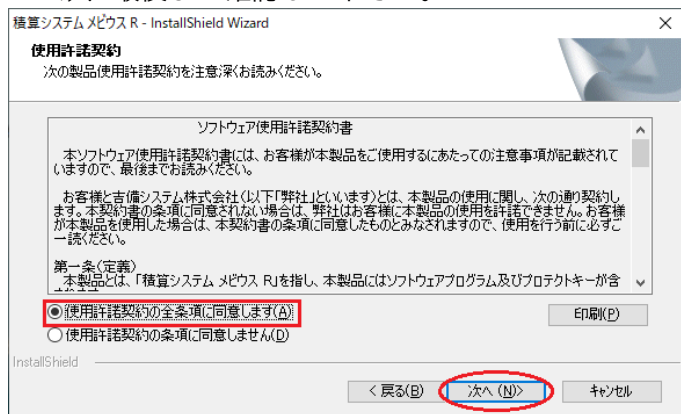 積算システム メビウス R - InstallShield Wizard
使用許諾契約
次の製品使用許諾契約を注意深くお読みください。
ソフトウェア使用許諾契約書
本ソフトウェア使用許諾契約書には、お客様が本製品をご使用するにあたっての注意事項が記載されて
いますので、最後までお読みください。
お客様と吉備システム株式会社(以下「弊社」といいます)とは、本製品の使用に関し、次の通り契約し
ます。本契約書の条項に同意されない場合は、弊社はお客様に本製品の使用を許諾できません。お客様
が本製品を使用した場合は、本契約書の条項に同意したものとみなされますので、使用を行う前に必ずご
一読ください。
第一条(定義)
本製品とは、「積算システム メビウス R」を指し、本製品にはソフトウェアプログラム及びプロテクトキーが含
使用許諾契約の全条項に同意します(A)
印刷(P)
使用許諾契約の条項に同意しません(D)
InstallShield
< 戻る(B)
次へ (N)>
キャンセル